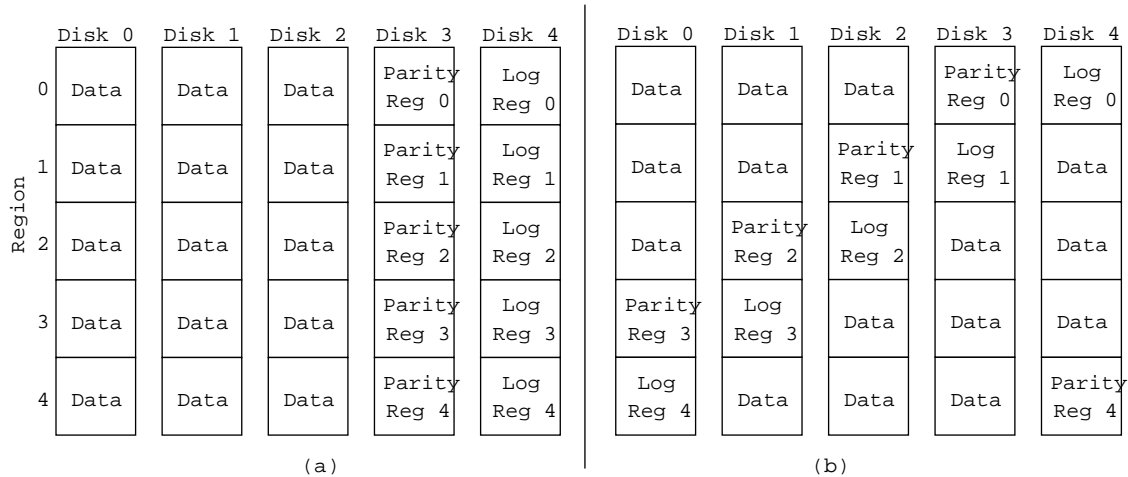 Disk 0 Disk 1 Disk 2 Disk 3 Disk 4
Parity Log
0 Data Data Data Reg 0 Reg 0
Parity Log
1 Data Data Data Reg 1 Reg 1
Region
Parity Log
2 Data Data Data Reg 2 Reg 2
Parity Log
3 Data Data Data Reg 3 Reg 3
Parity Log
4 Data Data Data Reg 4 Reg 4
(a)
Disk 0 Disk 1 Disk 2 Disk 3 Disk 4
Parity Log
Data Data Data Reg 0 Reg 0
Parity Log
Data Data Reg 1 Reg 1 Data
Parity Log
Data Reg 2 Reg 2 Data Data
Parity Log
Reg 3 Reg 3 Data Data Data
Log Parity
Reg 4 Data Data Data Reg 4
(b)